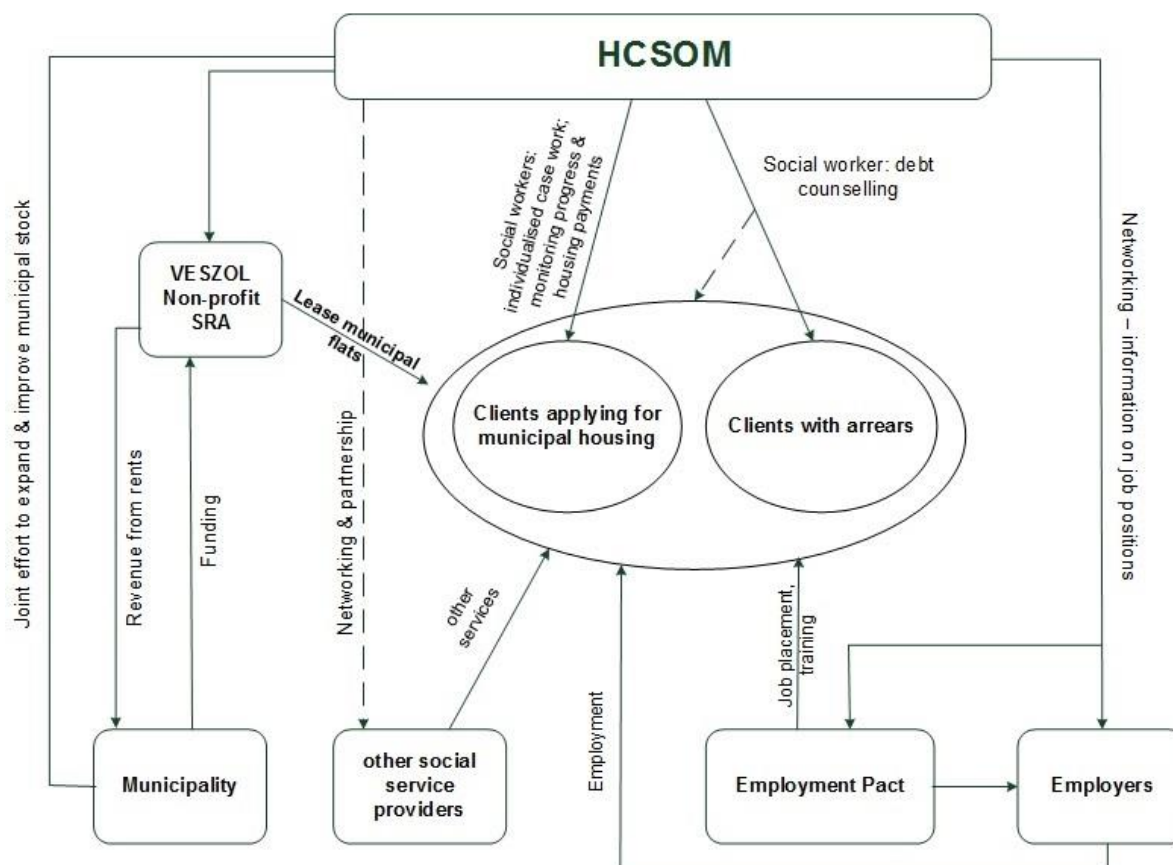 HCSOM
Joint effort to expand & improve municipal stock
Social workers:
individualised case work;
monitoring progress &
housing payments
Social worker: debt
counselling
Networking – information on job positions
VESZOL
Non-profit
SRA
Lease municipal
flats
Clients applying for
municipal housing
Clients with arrears
Revenue from rents
Funding
Networking & partnership
other
services
Job placement,
training
Employment
Municipality
other social
service
providers
Employment Pact
Employers